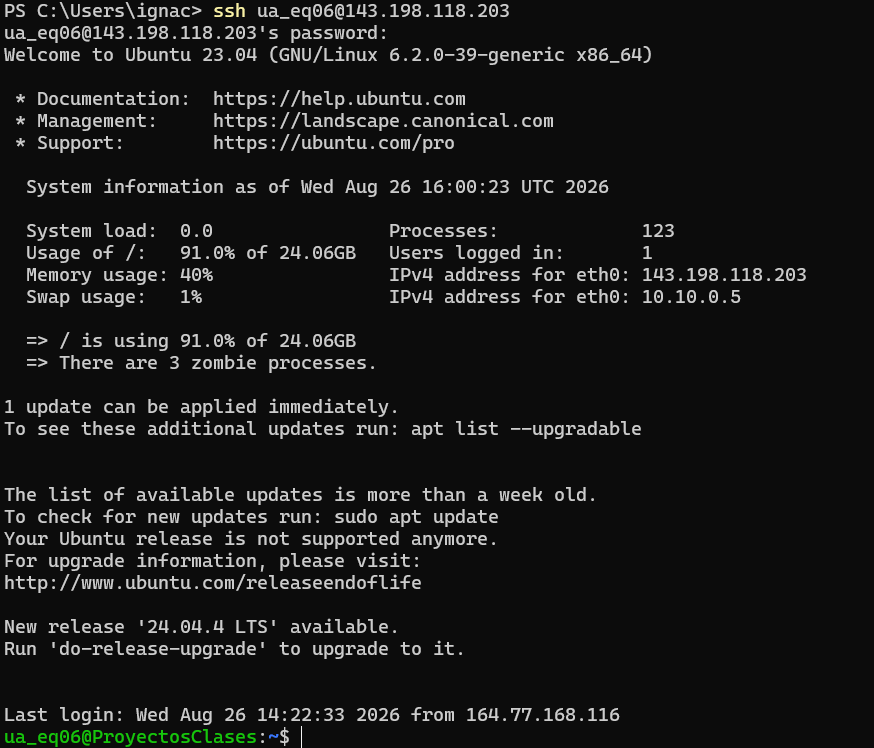 PS C:\Users\ignac> ssh ua_eq06@143.198.118.203
ua_eq06@143.198.118.203's password:
Welcome to Ubuntu 23.04 (GNU/Linux 6.2.0-39-generic x86_64)

 * Documentation:  https://help.ubuntu.com
 * Management:     https://landscape.canonical.com
 * Support:        https://ubuntu.com/pro

  System information as of Wed Aug 26 16:00:23 UTC 2026

  System load:  0.0                Processes:             123
  Usage of /:   91.0% of 24.06GB   Users logged in:       1
  Memory usage: 40%                IPv4 address for eth0: 143.198.118.203
  Swap usage:   1%                 IPv4 address for eth0: 10.10.0.5

  => / is using 91.0% of 24.06GB
  => There are 3 zombie processes.

1 update can be applied immediately.
To see these additional updates run: apt list --upgradable


The list of available updates is more than a week old.
To check for new updates run: sudo apt update
Your Ubuntu release is not supported anymore.
For upgrade information, please visit:
http://www.ubuntu.com/releaseendoflife

New release '24.04.4 LTS' available.
Run 'do-release-upgrade' to upgrade to it.


Last login: Wed Aug 26 14:22:33 2026 from 164.77.168.116
ua_eq06@ProyectosClases:~$